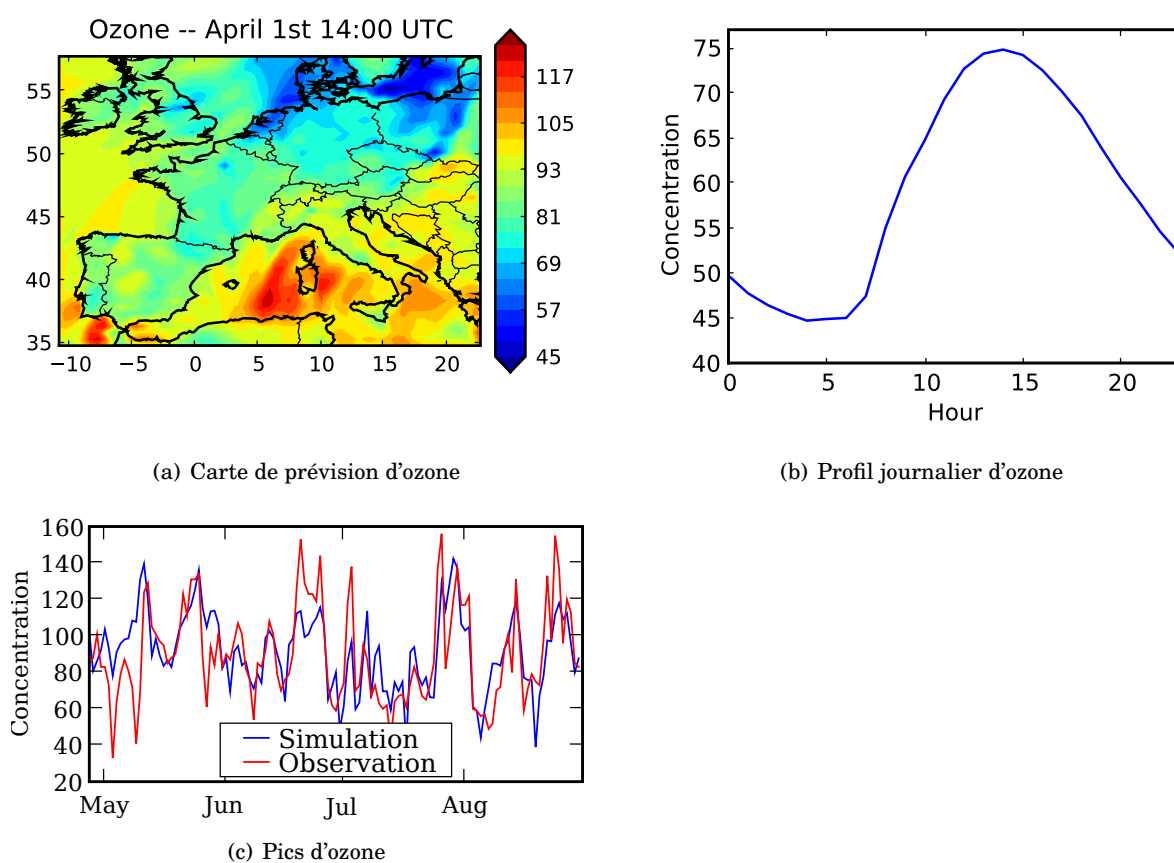 Ozone -- April 1st 14:00 UTC
55
50
45
40
35
−10 −5 0 5 10 15 20
117
105
93
81
69
57
45
(a) Carte de prévision d'ozone
Concentration
75
70
65
60
55
50
45
40
0 5 10 15 20
Hour
(b) Profil journalier d'ozone
Concentration
160
140
120
100
80
60
40
20
Simulation
Observation
May Jun Jul Aug
(c) Pics d'ozone